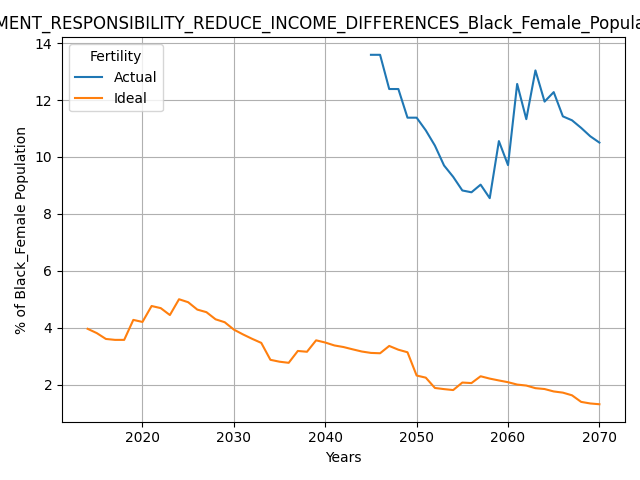 MENT_RESPONSIBILITY_REDUCE_INCOME_DIFFERENCES_Black_Female_Popula
14
12
10
8
6
4
2
% of Black_Female Population
Fertility
Actual
Ideal
2020 2030 2040 2050 2060 2070
Years